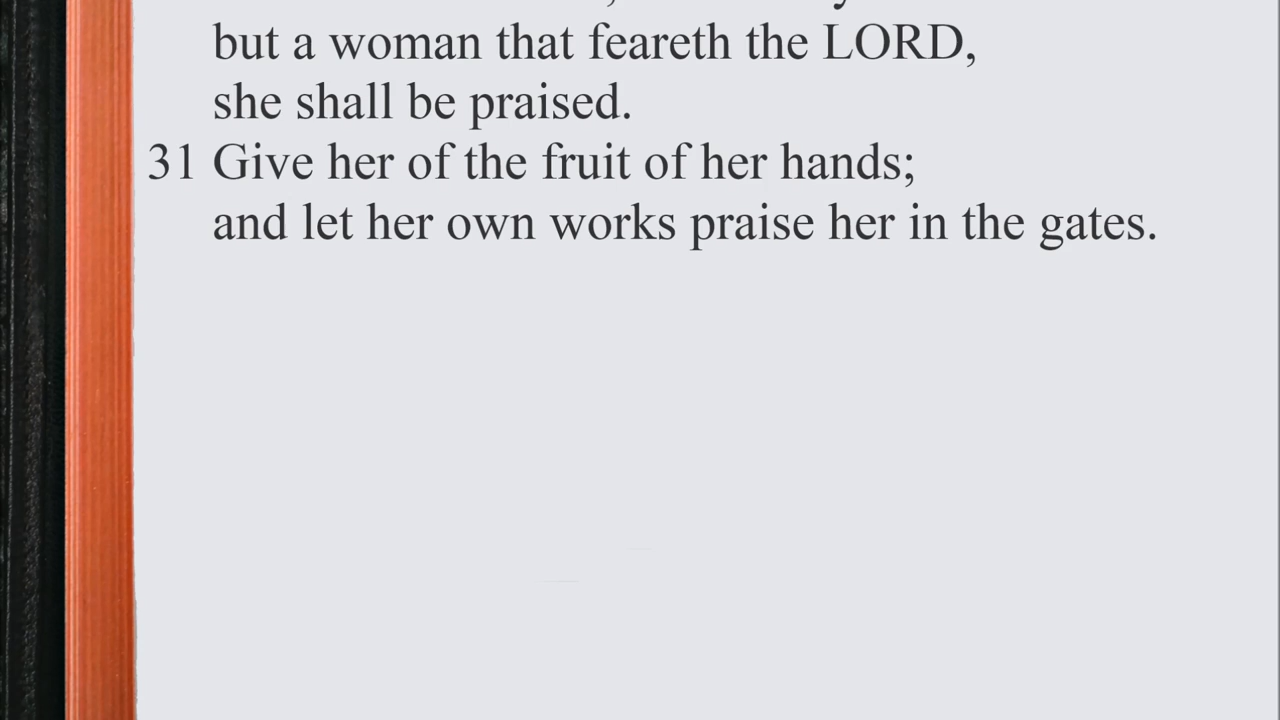 but a woman that feareth the LORD,
she shall be praised.
31 Give her of the fruit of her hands;
and let her own works praise her in the gates.